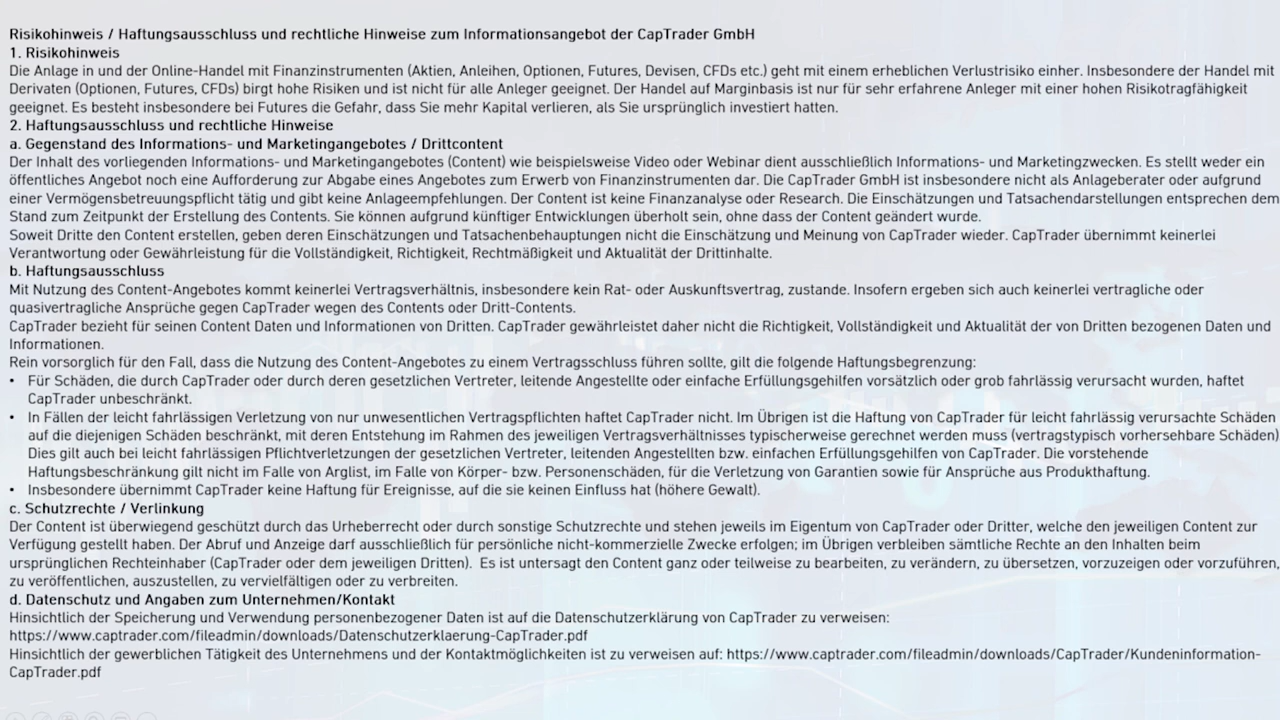 Risikohinweis / Haftungsausschluss und rechtliche Hinweise zum Informationsangebot der CapTrader GmbH
1. Risikohinweis
Die Anlage in und der Online-Handel mit Finanzinstrumenten (Aktien, Anleihen, Optionen, Futures, Devisen, CFDs etc.) geht mit einem erheblichen Verlustrisiko einher. Insbesondere der Handel mit
Derivaten (Optionen, Futures, CFDs) birgt hohe Risiken und ist nicht für alle Anleger geeignet. Der Handel auf Marginbasis ist nur für sehr erfahrene Anleger mit einer hohen Risikotragfähigkeit
geeignet. Es besteht insbesondere bei Futures die Gefahr, dass Sie mehr Kapital verlieren, als Sie ursprünglich investiert hatten.
2. Haftungsausschluss und rechtliche Hinweise
a. Gegenstand des Informations- und Marketingangebotes / Drittcontent
Der Inhalt des vorliegenden Informations- und Marketingangebotes (Content) wie beispielsweise Video oder Webinar dient ausschließlich Informations- und Marketingzwecken. Es stellt weder ein
öffentliches Angebot noch eine Aufforderung zur Abgabe eines Angebotes zum Erwerb von Finanzinstrumenten dar. Die CapTrader GmbH ist insbesondere nicht als Anlageberater oder aufgrund
einer Vermögensbetreuungspflicht tätig und gibt keine Anlageempfehlungen. Der Content ist keine Finanzanalyse oder Research. Die Einschätzungen und Tatsachendarstellungen entsprechen dem
Stand zum Zeitpunkt der Erstellung des Contents. Sie können aufgrund künftiger Entwicklungen überholt sein, ohne dass der Content geändert wurde.
Soweit Dritte den Content erstellen, geben deren Einschätzungen und Tatsachenbehauptungen nicht die Einschätzung und Meinung von CapTrader wieder. CapTrader übernimmt keinerlei
Verantwortung oder Gewährleistung für die Vollständigkeit, Richtigkeit, Rechtmäßigkeit und Aktualität der Drittinhalte.
b. Haftungsausschluss
Mit Nutzung des Content-Angebotes kommt keinerlei Vertragsverhältnis, insbesondere kein Rat- oder Auskunftsvertrag, zustande. Insofern ergeben sich auch keinerlei vertragliche oder
quasivertragliche Ansprüche gegen CapTrader wegen des Contents oder Dritt-Contents.
CapTrader bezieht für seinen Content Daten und Informationen von Dritten. CapTrader gewährleistet daher nicht die Richtigkeit, Vollständigkeit und Aktualität der von Dritten bezogenen Daten und
Informationen.
Rein vorsorglich für den Fall, dass die Nutzung des Content-Angebotes zu einem Vertragsschluss führen sollte, gilt die folgende Haftungsbegrenzung:
• Für Schäden, die durch CapTrader oder durch deren gesetzlichen Vertreter, leitende Angestellte oder einfache Erfüllungsgehilfen vorsätzlich oder grob fahrlässig verursacht wurden, haftet
CapTrader unbeschränkt.
• In Fällen der leicht fahrlässigen Verletzung von nur unwesentlichen Vertragspflichten haftet CapTrader nicht. Im Übrigen ist die Haftung von CapTrader für leicht fahrlässig verursachte Schäden
auf die diejenigen Schäden beschränkt, mit deren Entstehung im Rahmen des jeweiligen Vertragsverhältnisses typischerweise gerechnet werden muss (vertragstypisch vorhersehbare Schäden)
Dies gilt auch bei leicht fahrlässigen Pflichtverletzungen der gesetzlichen Vertreter, leitenden Angestellten bzw. einfachen Erfüllungsgehilfen von CapTrader. Die vorstehende
Haftungsbeschränkung gilt nicht im Falle von Arglist, im Falle von Körper- bzw. Personenschäden, für die Verletzung von Garantien sowie für Ansprüche aus Produkthaftung.
• Insbesondere übernimmt CapTrader keine Haftung für Ereignisse, auf die sie keinen Einfluss hat (höhere Gewalt).
c. Schutzrechte / Verlinkung
Der Content ist überwiegend geschützt durch das Urheberrecht oder durch sonstige Schutzrechte und stehen jeweils im Eigentum von CapTrader oder Dritter, welche den jeweiligen Content zur
Verfügung gestellt haben. Der Abruf und Anzeige darf ausschließlich für persönliche nicht-kommerzielle Zwecke erfolgen; im Übrigen verbleiben sämtliche Rechte an den Inhalten beim
ursprünglichen Rechteinhaber (CapTrader oder dem jeweiligen Dritten). Es ist untersagt den Content ganz oder teilweise zu bearbeiten, zu verändern, zu übersetzen, vorzuzeigen oder vorzuführen,
zu veröffentlichen, auszustellen, zu vervielfältigen oder zu verbreiten.
d. Datenschutz und Angaben zum Unternehmen/Kontakt
Hinsichtlich der Speicherung und Verwendung personenbezogener Daten ist auf die Datenschutzerklärung von CapTrader zu verweisen:
https://www.captrader.com/fileadmin/downloads/Datenschutzerklaerung-CapTrader.pdf
Hinsichtlich der gewerblichen Tätigkeit des Unternehmens und der Kontaktmöglichkeiten ist zu verweisen auf: https://www.captrader.com/fileadmin/downloads/CapTrader/Kundeninformation-
CapTrader.pdf